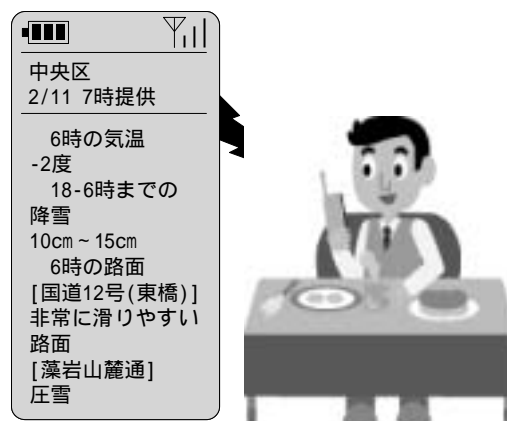 中央区
2/11 7時提供
6時の気温
-2度
18-6時までの
降雪
10cm~15cm
6時の路面
[国道12号(東橋)]
非常に滑りやすい
路面
[藻岩山麓通]
圧雪